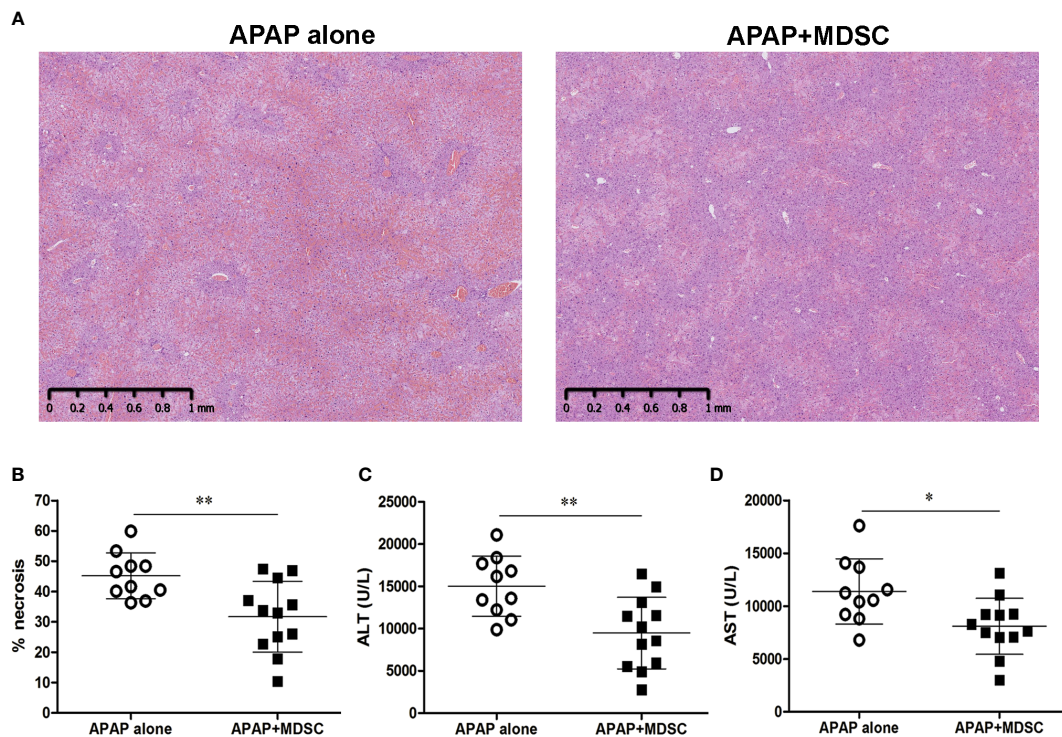 A
APAP alone
APAP+MDSC
0 0.2 0.4 0.6 0.8 1 mm
0 0.2 0.4 0.6 0.8 1 mm
B
% necrosis
70
60
50
40
30
20
10
0
**
APAP alone APAP+MDSC
C
ALT (U/L)
25000
20000
15000
10000
5000
0
**
APAP alone APAP+MDSC
D
AST (U/L)
20000
15000
10000
5000
0
*
APAP alone APAP+MDSC